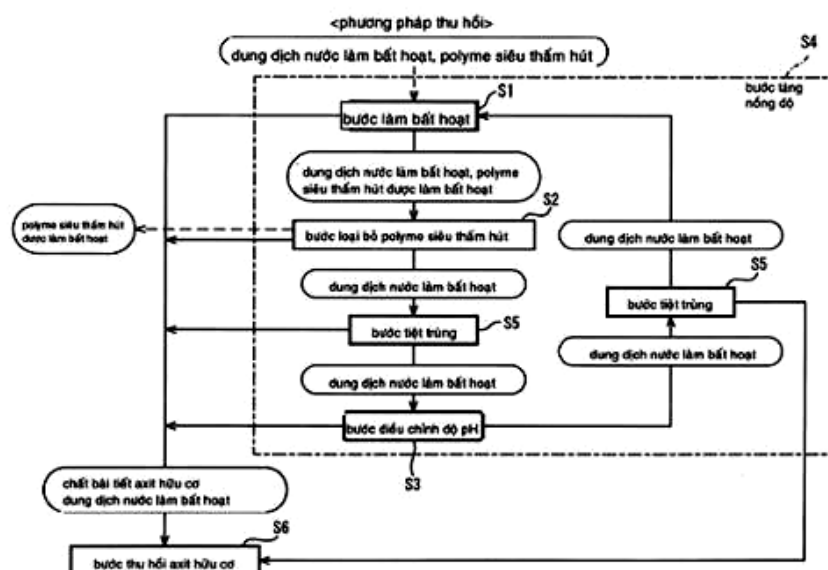 <phương pháp thu hồi>
dung dịch nước làm bất hoạt, polyme siêu thấm hút
S4
bước tăng
nồng độ
S1
bước làm bất hoạt
dung dịch nước làm bất hoạt, polyme
siêu thấm hút được làm bất hoạt
S2
polyme siêu thấm hút
được làm bất hoạt
bước loại bỏ polyme siêu thấm hút
dung dịch nước làm bất hoạt
dung dịch nước làm bất hoạt
S5
bước tiệt trùng
bước tiệt trùng
S5
dung dịch nước làm bất hoạt
dung dịch nước làm bất hoạt
bước điều chỉnh độ pH
S3
chất bài tiết axit hữu cơ
dung dịch nước làm bất hoạt
S6
bước thu hồi axit hữu cơ